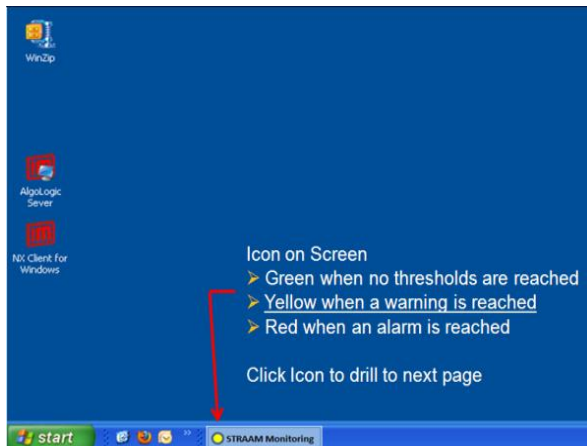 WinZip
AlgoLogic
Sever
NX Client for
Windows
Icon on Screen
Green when no thresholds are reached
Yellow when a warning is reached
Red when an alarm is reached
Click Icon to drill to next page
start
STRAAM Monitoring